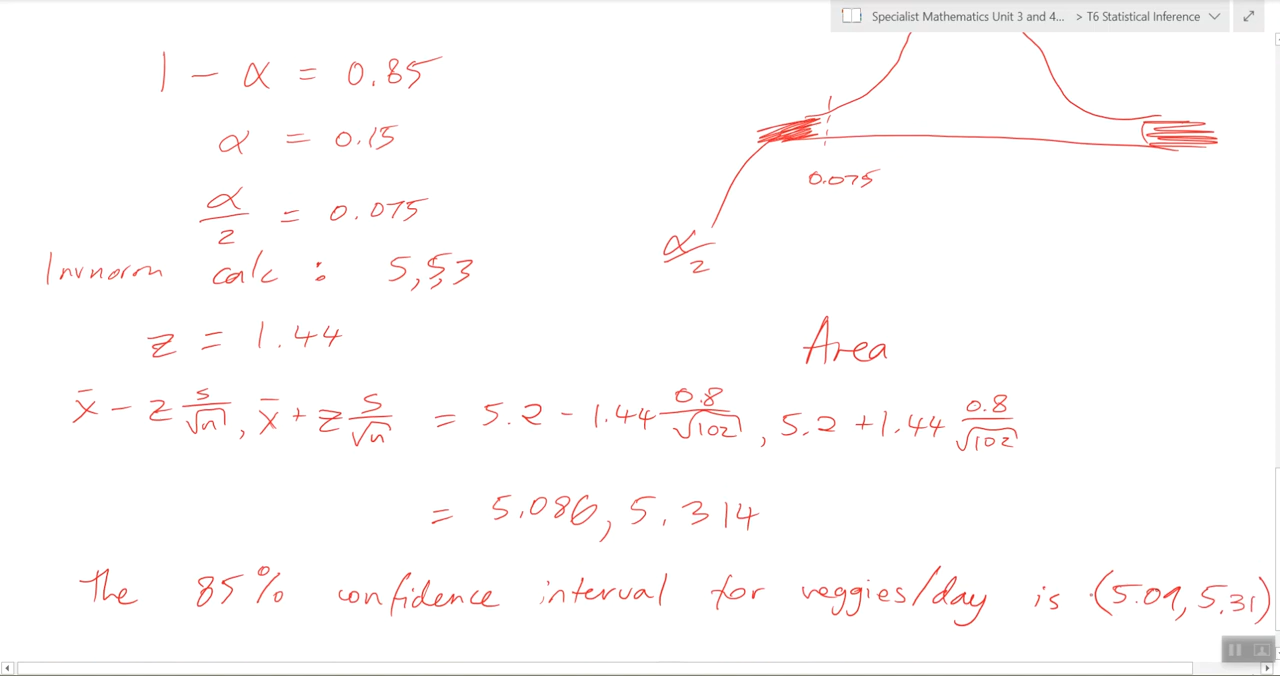 Specialist Mathematics Unit 3 and 4... > T6 Statistical Inference
1 - α = 0.85
α = 0.15
0.075
α/2 = 0.075
α/2
Invnorm calc : 5,53
z = 1.44
Area
x̄ - z s/√n, x̄ + z s/√n = 5.2 - 1.44 0.8/√102, 5.2 + 1.44 0.8/√102
= 5.086, 5.314
The 85% confidence interval for veggies/day is (5.09, 5.31)